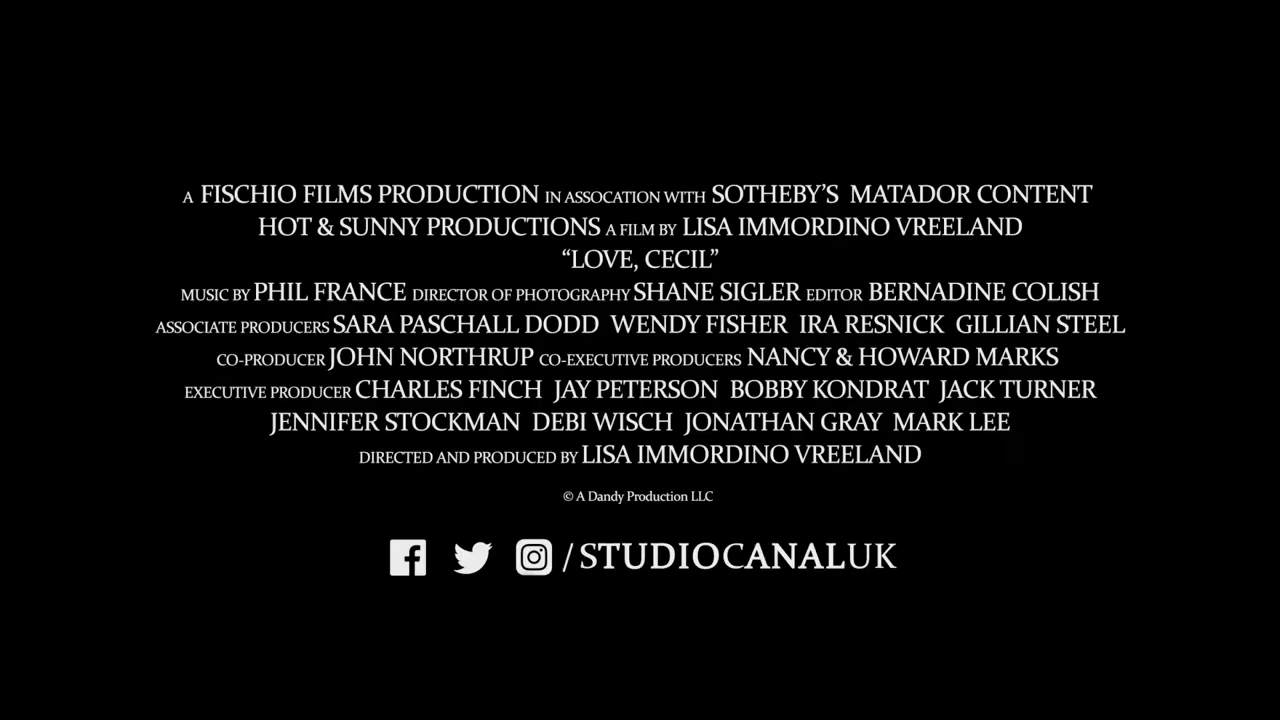 A FISCHIO FILMS PRODUCTION IN ASSOCATION WITH SOTHEBY'S MATADOR CONTENT
HOT & SUNNY PRODUCTIONS A FILM BY LISA IMMORDINO VREELAND
“LOVE, CECIL”
MUSIC BY PHIL FRANCE DIRECTOR OF PHOTOGRAPHY SHANE SIGLER EDITOR BERNADINE COLISH
ASSOCIATE PRODUCERS SARA PASCHALL DODD WENDY FISHER IRA RESNICK GILLIAN STEEL
CO-PRODUCER JOHN NORTHRUP CO-EXECUTIVE PRODUCERS NANCY & HOWARD MARKS
EXECUTIVE PRODUCER CHARLES FINCH JAY PETERSON BOBBY KONDRAT JACK TURNER
JENNIFER STOCKMAN DEBI WISCH JONATHAN GRAY MARK LEE
DIRECTED AND PRODUCED BY LISA IMMORDINO VREELAND
© A Dandy Production LLC
/STUDIOCANALUK